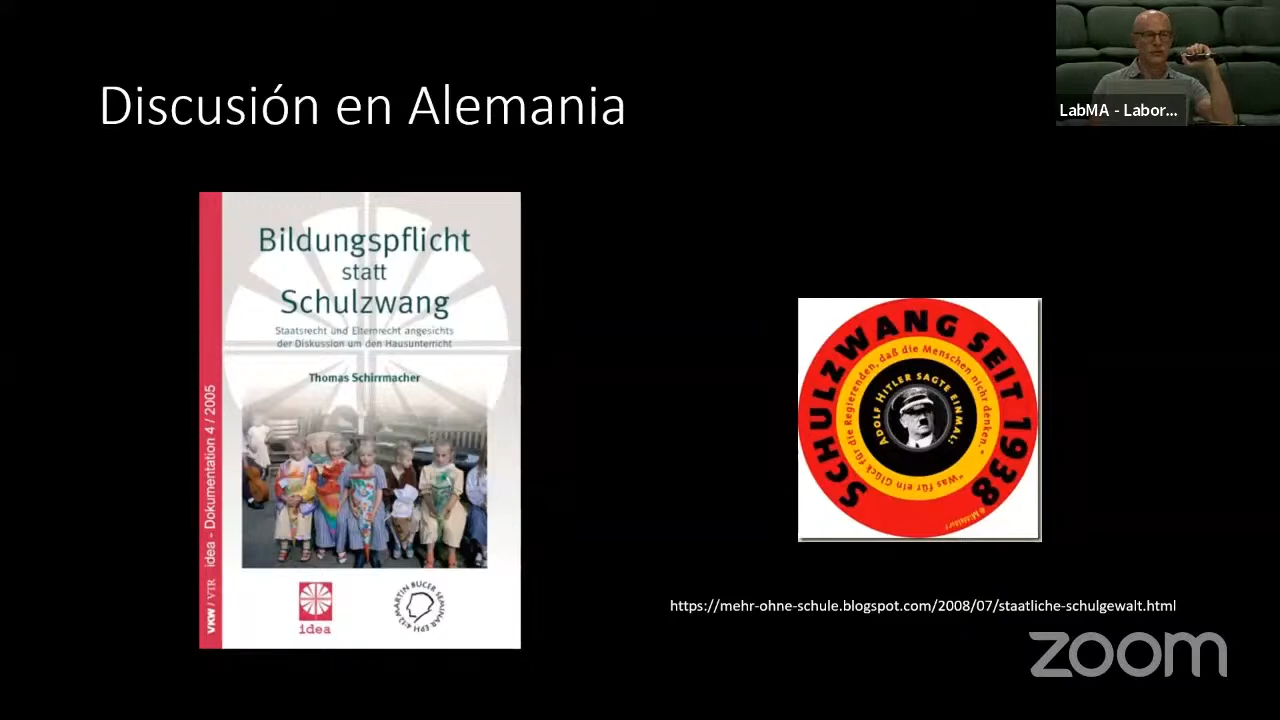 Discusión en Alemania
LabMA - Labor...
Bildungspflicht
statt
Schulzwang
Staatsrecht und Elternrecht angesichts
der Diskussion um den Hausunterricht
Thomas Schirrmacher
idea - Dokumentation 4 / 2005
VKW / VTR
idea
MARTIN BUCER SEMINAR
SCHULZWANG SEIT 1938
ADOLF HITLER SAGTE EINMAL:
"Was für ein Glück für die Regierenden, daß die Menschen nicht denken."
https://mehr-ohne-schule.blogspot.com/2008/07/staatliche-schulgewalt.html
zoom